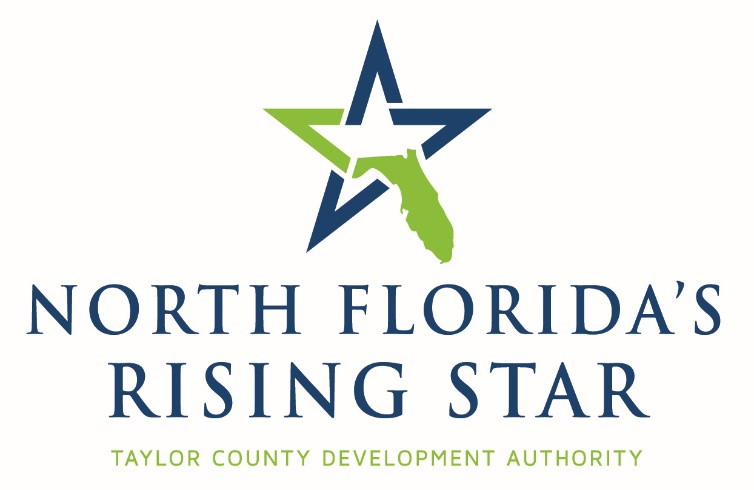 NORTH FLORIDA'S
RISING STAR
TAYLOR COUNTY DEVELOPMENT AUTHORITY